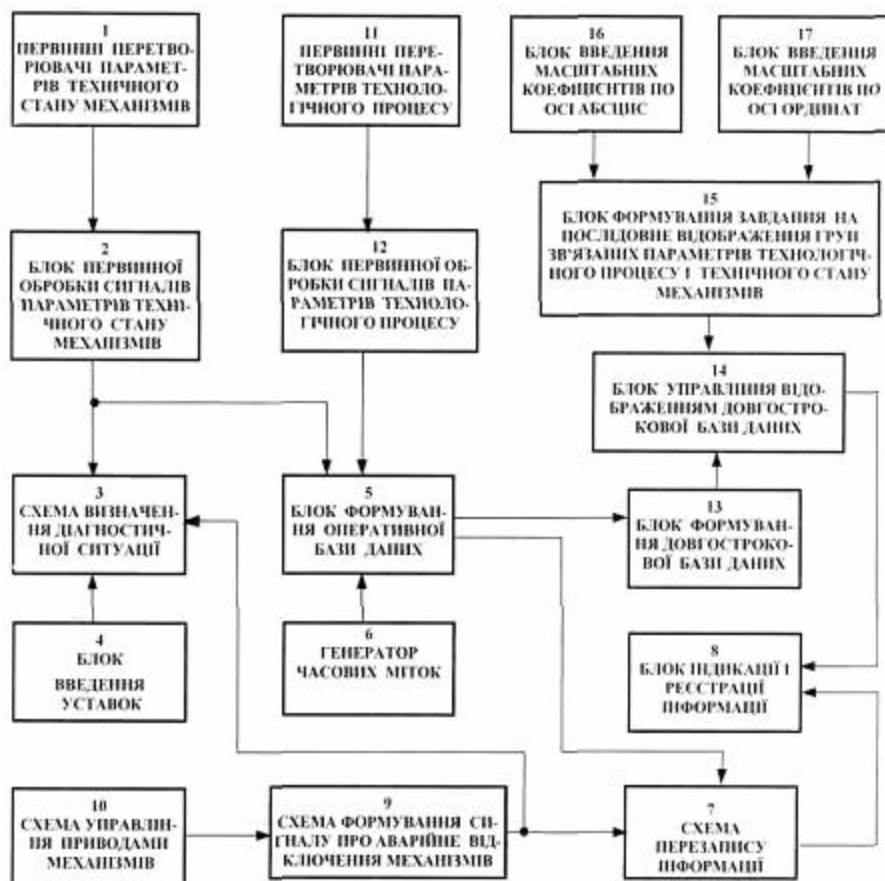 1
ПЕРВИННІ ПЕРЕТВО-
РЮВАЧІ ПАРАМЕТ-
РІВ ТЕХНІЧНОГО
СТАНУ МЕХАНІЗМІВ
11
ПЕРВИННІ ПЕРЕ-
ТВОРЮВАЧІ ПАРА-
МЕТРІВ ТЕХНОЛО-
ГІЧНОГО ПРОЦЕСУ
16
БЛОК ВВЕДЕННЯ
МАСШТАБНИХ
КОЕФІЦІЄНТІВ ПО
ОСІ АБСЦИС
17
БЛОК ВВЕДЕННЯ
МАСШТАБНИХ
КОЕФІЦІЄНТІВ ПО
ОСІ ОРДИНАТ
15
БЛОК ФОРМУВАННЯ ЗАВДАННЯ НА
ПОСЛІДОВНЕ ВІДОБРАЖЕННЯ ГРУП
ЗВ'ЯЗАНИХ ПАРАМЕТРІВ ТЕХНОЛОГІЧ-
НОГО ПРОЦЕСУ І ТЕХНІЧНОГО СТАНУ
МЕХАНІЗМІВ
2
БЛОК ПЕРВИННОЇ
ОБРОБКИ СИГНАЛІВ
ПАРАМЕТРІВ ТЕХНІ-
ЧНОГО СТАНУ
МЕХАНІЗМІВ
12
БЛОК ПЕРВИННОЇ ОБ-
РОБКИ СИГНАЛІВ ПА-
РАМЕТРІВ ТЕХНОЛО-
ГІЧНОГО ПРОЦЕСУ
14
БЛОК УПРАВЛІННЯ ВІДО-
БРАЖЕННЯМ ДОВГОСТРО-
КОВОЇ БАЗИ ДАНИХ
3
СХЕМА ВИЗНАЧЕН-
НЯ ДІАГНОСТИЧ-
НОЇ СИТУАЦІЇ
5
БЛОК ФОРМУВАН-
НЯ ОПЕРАТИВНОЇ
БАЗИ ДАНИХ
13
БЛОК ФОРМУВАН-
НЯ ДОВГОСТРОКО-
ВОЇ БАЗИ ДАНИХ
4
БЛОК
ВВЕДЕННЯ
УСТАВОК
6
ГЕНЕРАТОР
ЧАСОВИХ МІТОК
8
БЛОК ІНДИКАЦІЇ І
РЕЄСТРАЦІЇ
ІНФОРМАЦІЇ
10
СХЕМА УПРАВЛІН-
НЯ ПРИВОДАМИ
МЕХАНІЗМІВ
9
СХЕМА ФОРМУВАННЯ СИ-
ГНАЛУ ПРО АВАРІЙНЕ ВІД-
КЛЮЧЕННЯ МЕХАНІЗМІВ
7
СХЕМА
ПЕРЕЗАПИСУ
ІНФОРМАЦІЇ